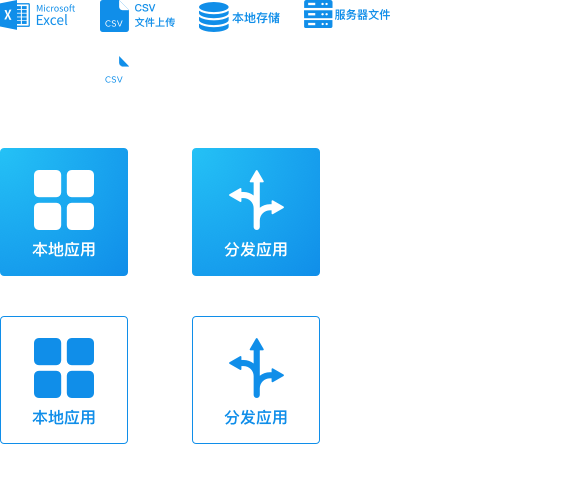 X
Microsoft
Excel
CSV
CSV
文件上传
本地存储
服务器文件
CSV
本地应用
分发应用
本地应用
分发应用